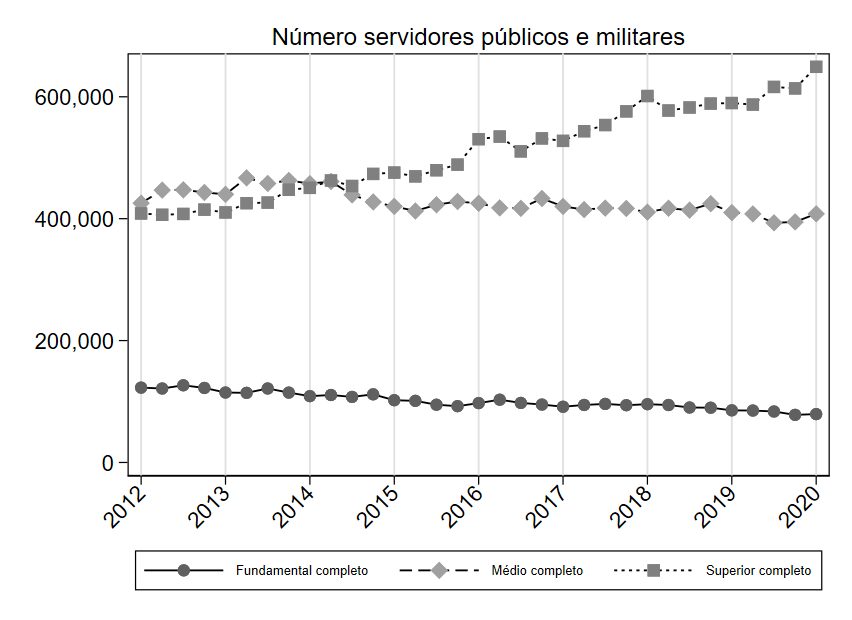 Número servidores públicos e militares
600,000
400,000
200,000
0
2012 2013 2014 2015 2016 2017 2018 2019 2020
Fundamental completo Médio completo Superior completo